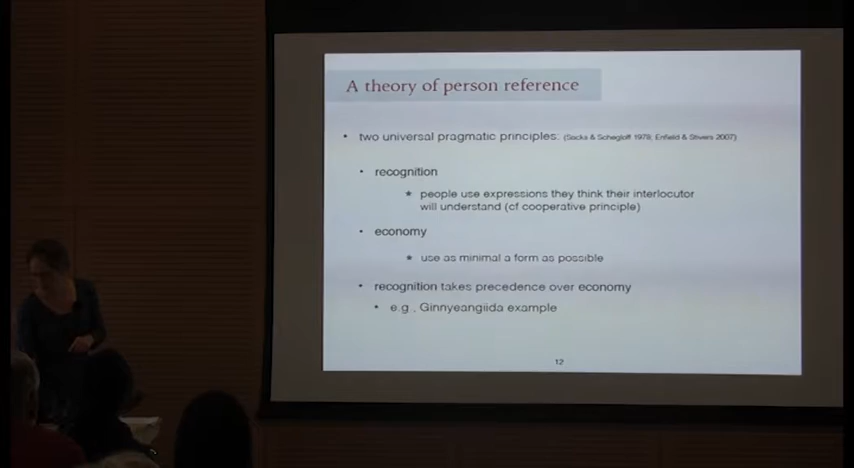 A theory of person reference
• two universal pragmatic principles: (Sacks & Schegloff 1979; Enfield & Stivers 2007)
• recognition
* people use expressions they think their interlocutor
will understand (cf cooperative principle)
• economy
* use as minimal a form as possible
• recognition takes precedence over economy
• e.g., Ginnyeangiida example
12